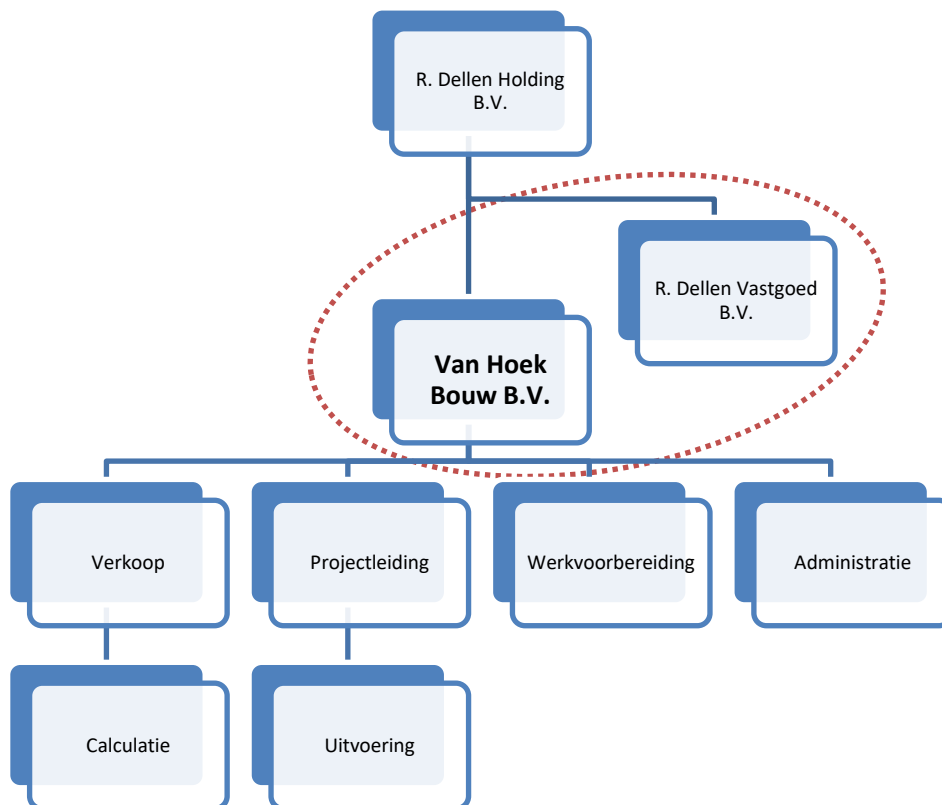 R. Dellen Holding
B.V.
R. Dellen Vastgoed
B.V.
Van Hoek
Bouw B.V.
Verkoop
Projectleiding
Werkvoorbereiding
Administratie
Calculatie
Uitvoering